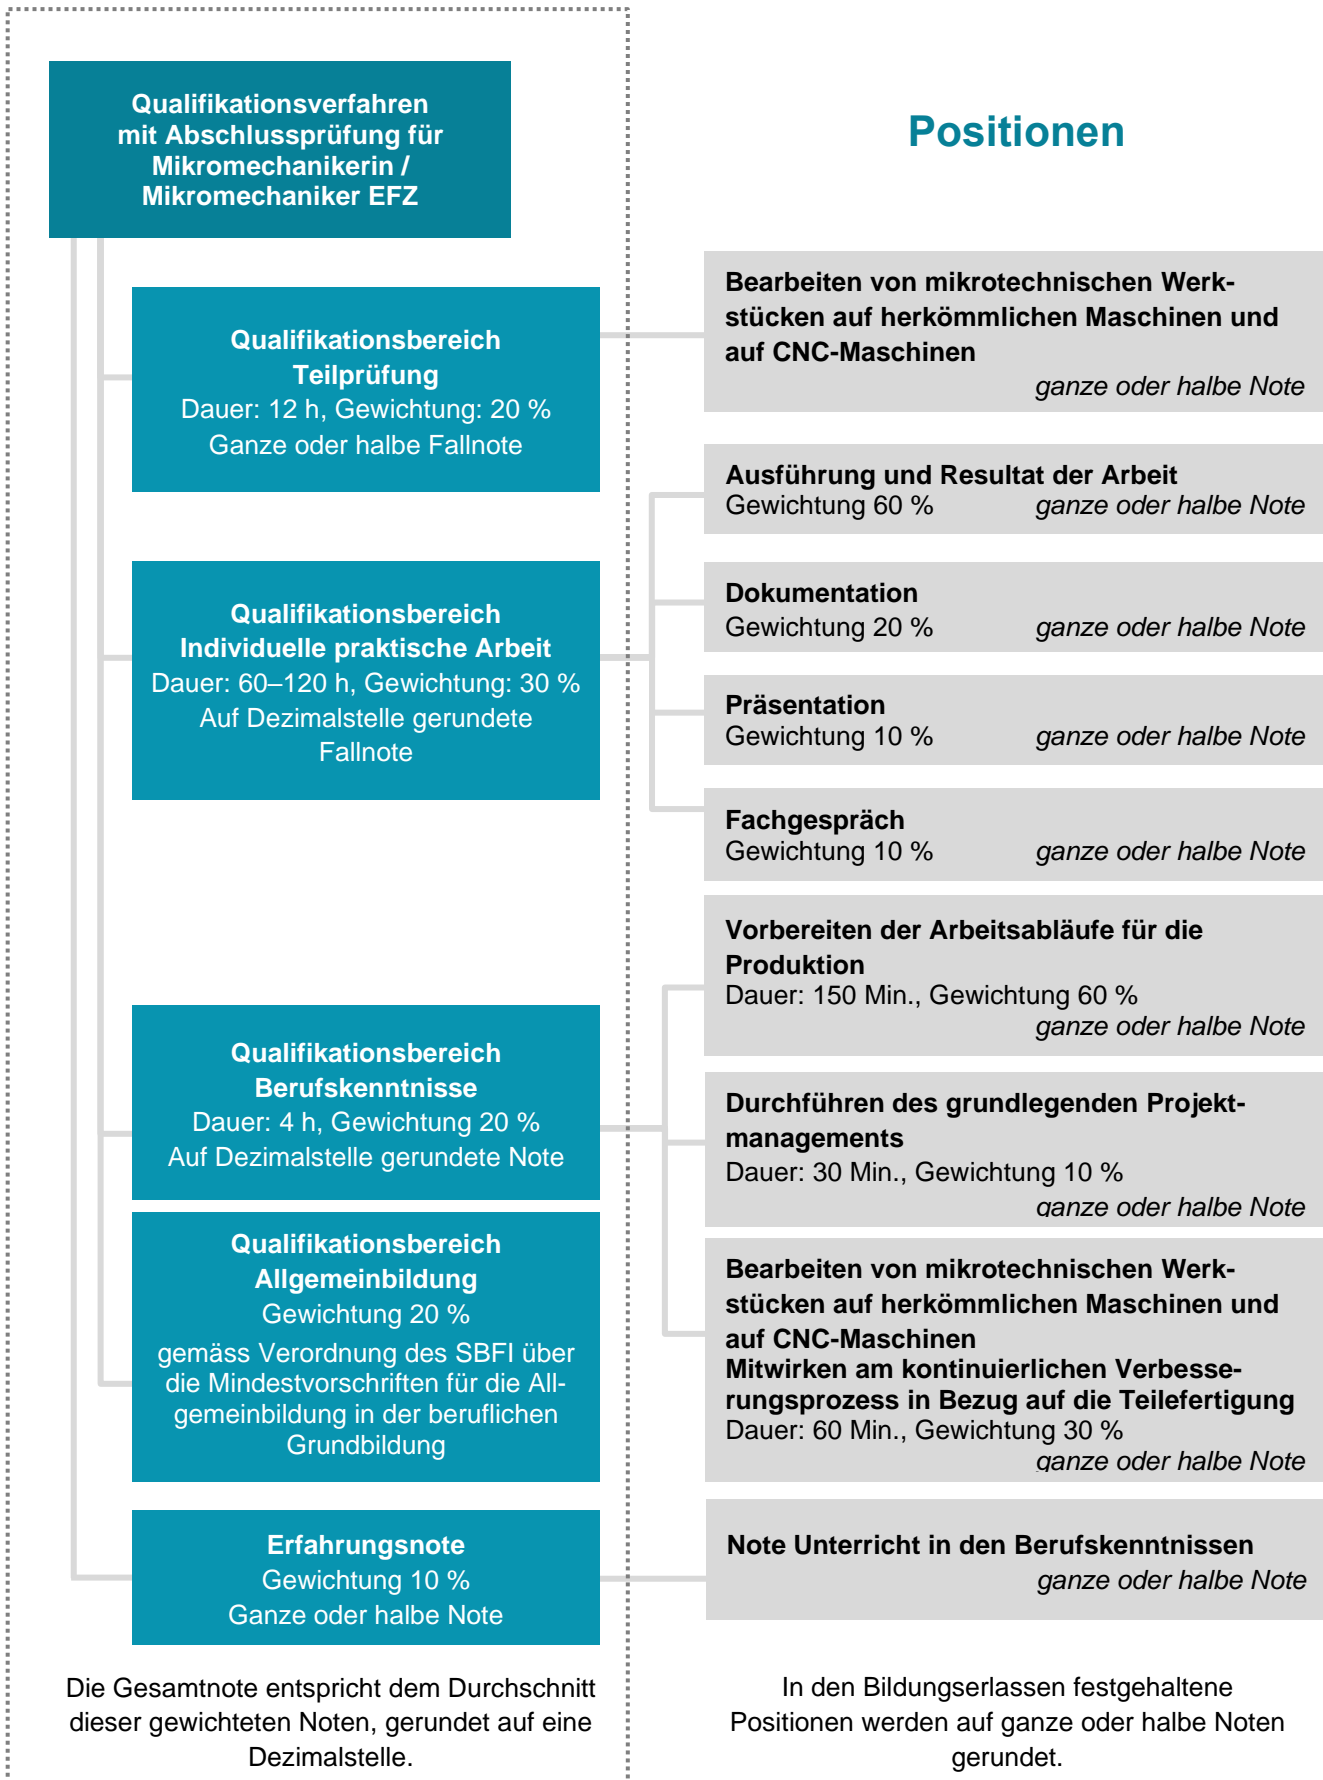 Qualifikationsverfahren
mit Abschlussprüfung für
Mikromechanikerin /
Mikromechaniker EFZ
Positionen
Qualifikationsbereich
Teilprüfung
Dauer: 12 h, Gewichtung: 20 %
Ganze oder halbe Fallnote
Bearbeiten von mikrotechnischen Werk-
stücken auf herkömmlichen Maschinen und
auf CNC-Maschinen
ganze oder halbe Note
Qualifikationsbereich
Individuelle praktische Arbeit
Dauer: 60–120 h, Gewichtung: 30 %
Auf Dezimalstelle gerundete
Fallnote
Ausführung und Resultat der Arbeit
Gewichtung 60 % ganze oder halbe Note
Dokumentation
Gewichtung 20 % ganze oder halbe Note
Präsentation
Gewichtung 10 % ganze oder halbe Note
Fachgespräch
Gewichtung 10 % ganze oder halbe Note
Qualifikationsbereich
Berufskenntnisse
Dauer: 4 h, Gewichtung 20 %
Auf Dezimalstelle gerundete Note
Vorbereiten der Arbeitsabläufe für die
Produktion
Dauer: 150 Min., Gewichtung 60 %
ganze oder halbe Note
Durchführen des grundlegenden Projekt-
managements
Dauer: 30 Min., Gewichtung 10 %
ganze oder halbe Note
Bearbeiten von mikrotechnischen Werk-
stücken auf herkömmlichen Maschinen und
auf CNC-Maschinen
Mitwirken am kontinuierlichen Verbesse-
rungsprozess in Bezug auf die Teilefertigung
Dauer: 60 Min., Gewichtung 30 %
ganze oder halbe Note
Qualifikationsbereich
Allgemeinbildung
Gewichtung 20 %
gemäss Verordnung des SBFI über
die Mindestvorschriften für die All-
gemeinbildung in der beruflichen
Grundbildung
Erfahrungsnote
Gewichtung 10 %
Ganze oder halbe Note
Note Unterricht in den Berufskenntnissen
ganze oder halbe Note
Die Gesamtnote entspricht dem Durchschnitt
dieser gewichteten Noten, gerundet auf eine
Dezimalstelle.
In den Bildungserlassen festgehaltene
Positionen werden auf ganze oder halbe Noten
gerundet.